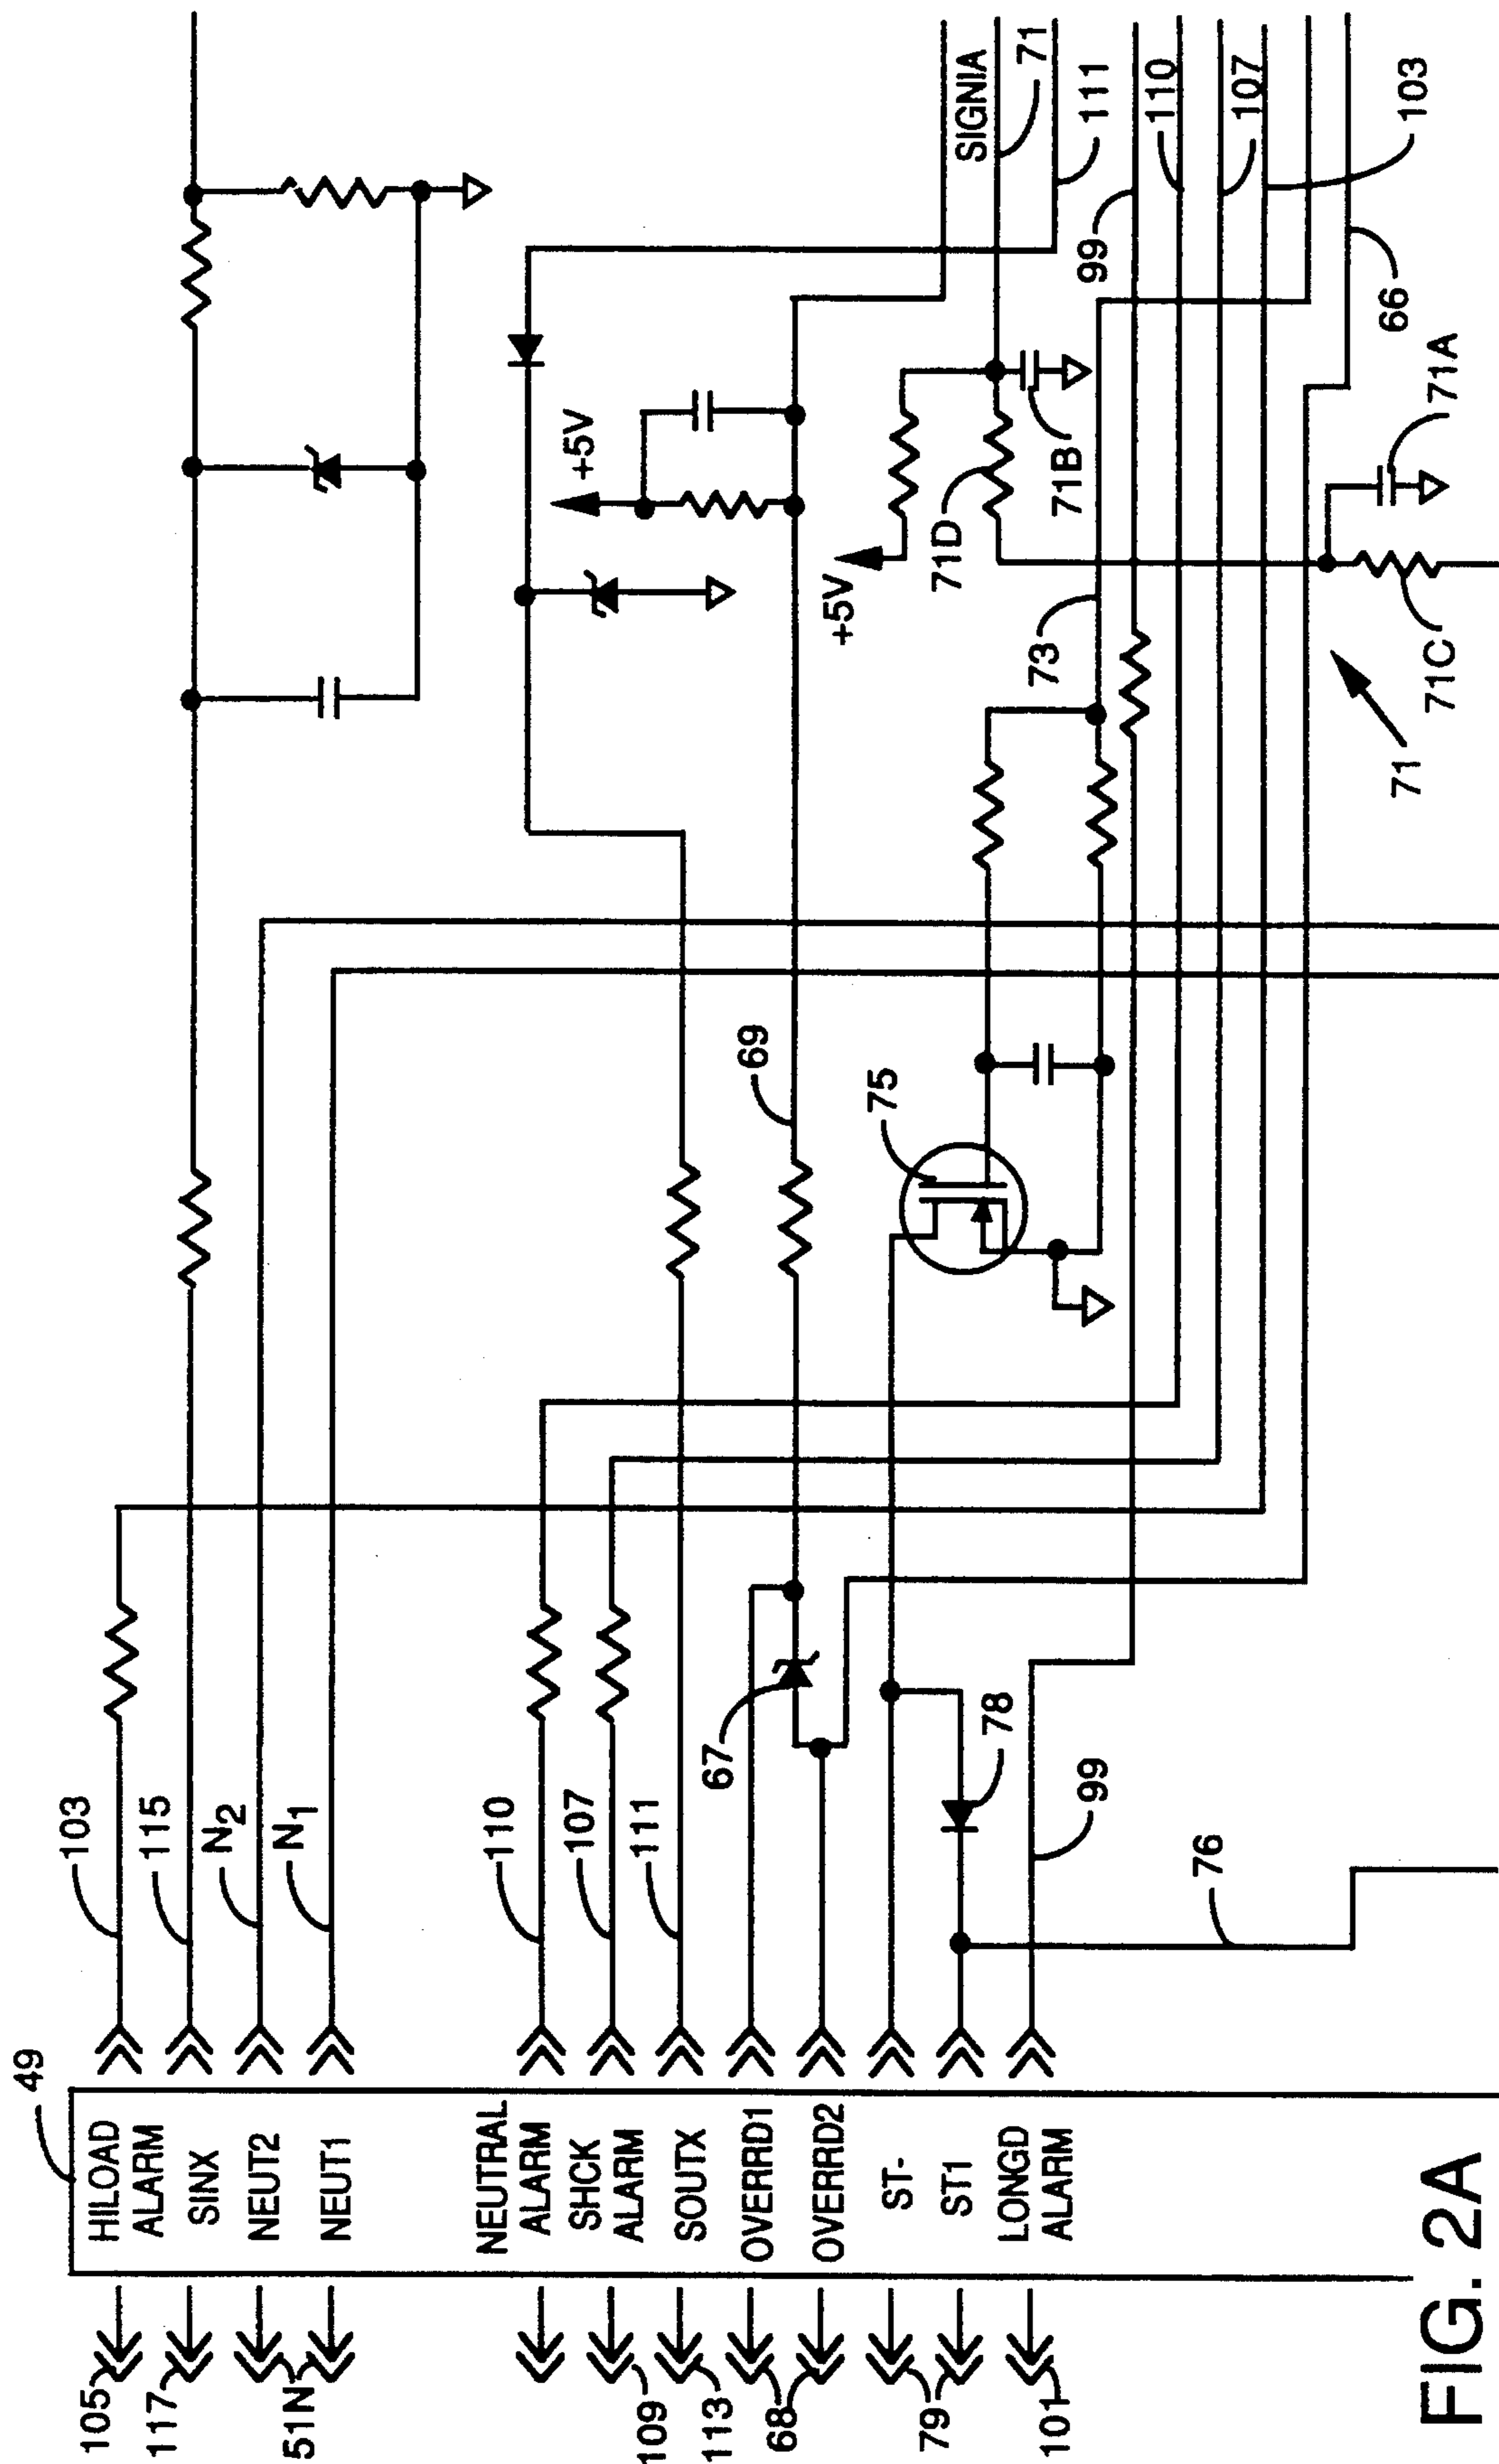 49
HILOAD
ALARM
SINX
NEUT2
NEUT1
NEUTRAL
ALARM
SHCK
ALARM
SOUTX
OVERRD1
OVERRD2
ST-
ST1
LONGD
ALARM
105
117
51N
109
113
68
79
101
103
115
N2
N1
110
107
111
67
78
99
76
69
75
+5V
+5V
71D
71B
73
71
71C
71A
66
SIGNIA
71
111
99
110
107
103
FIG. 2A